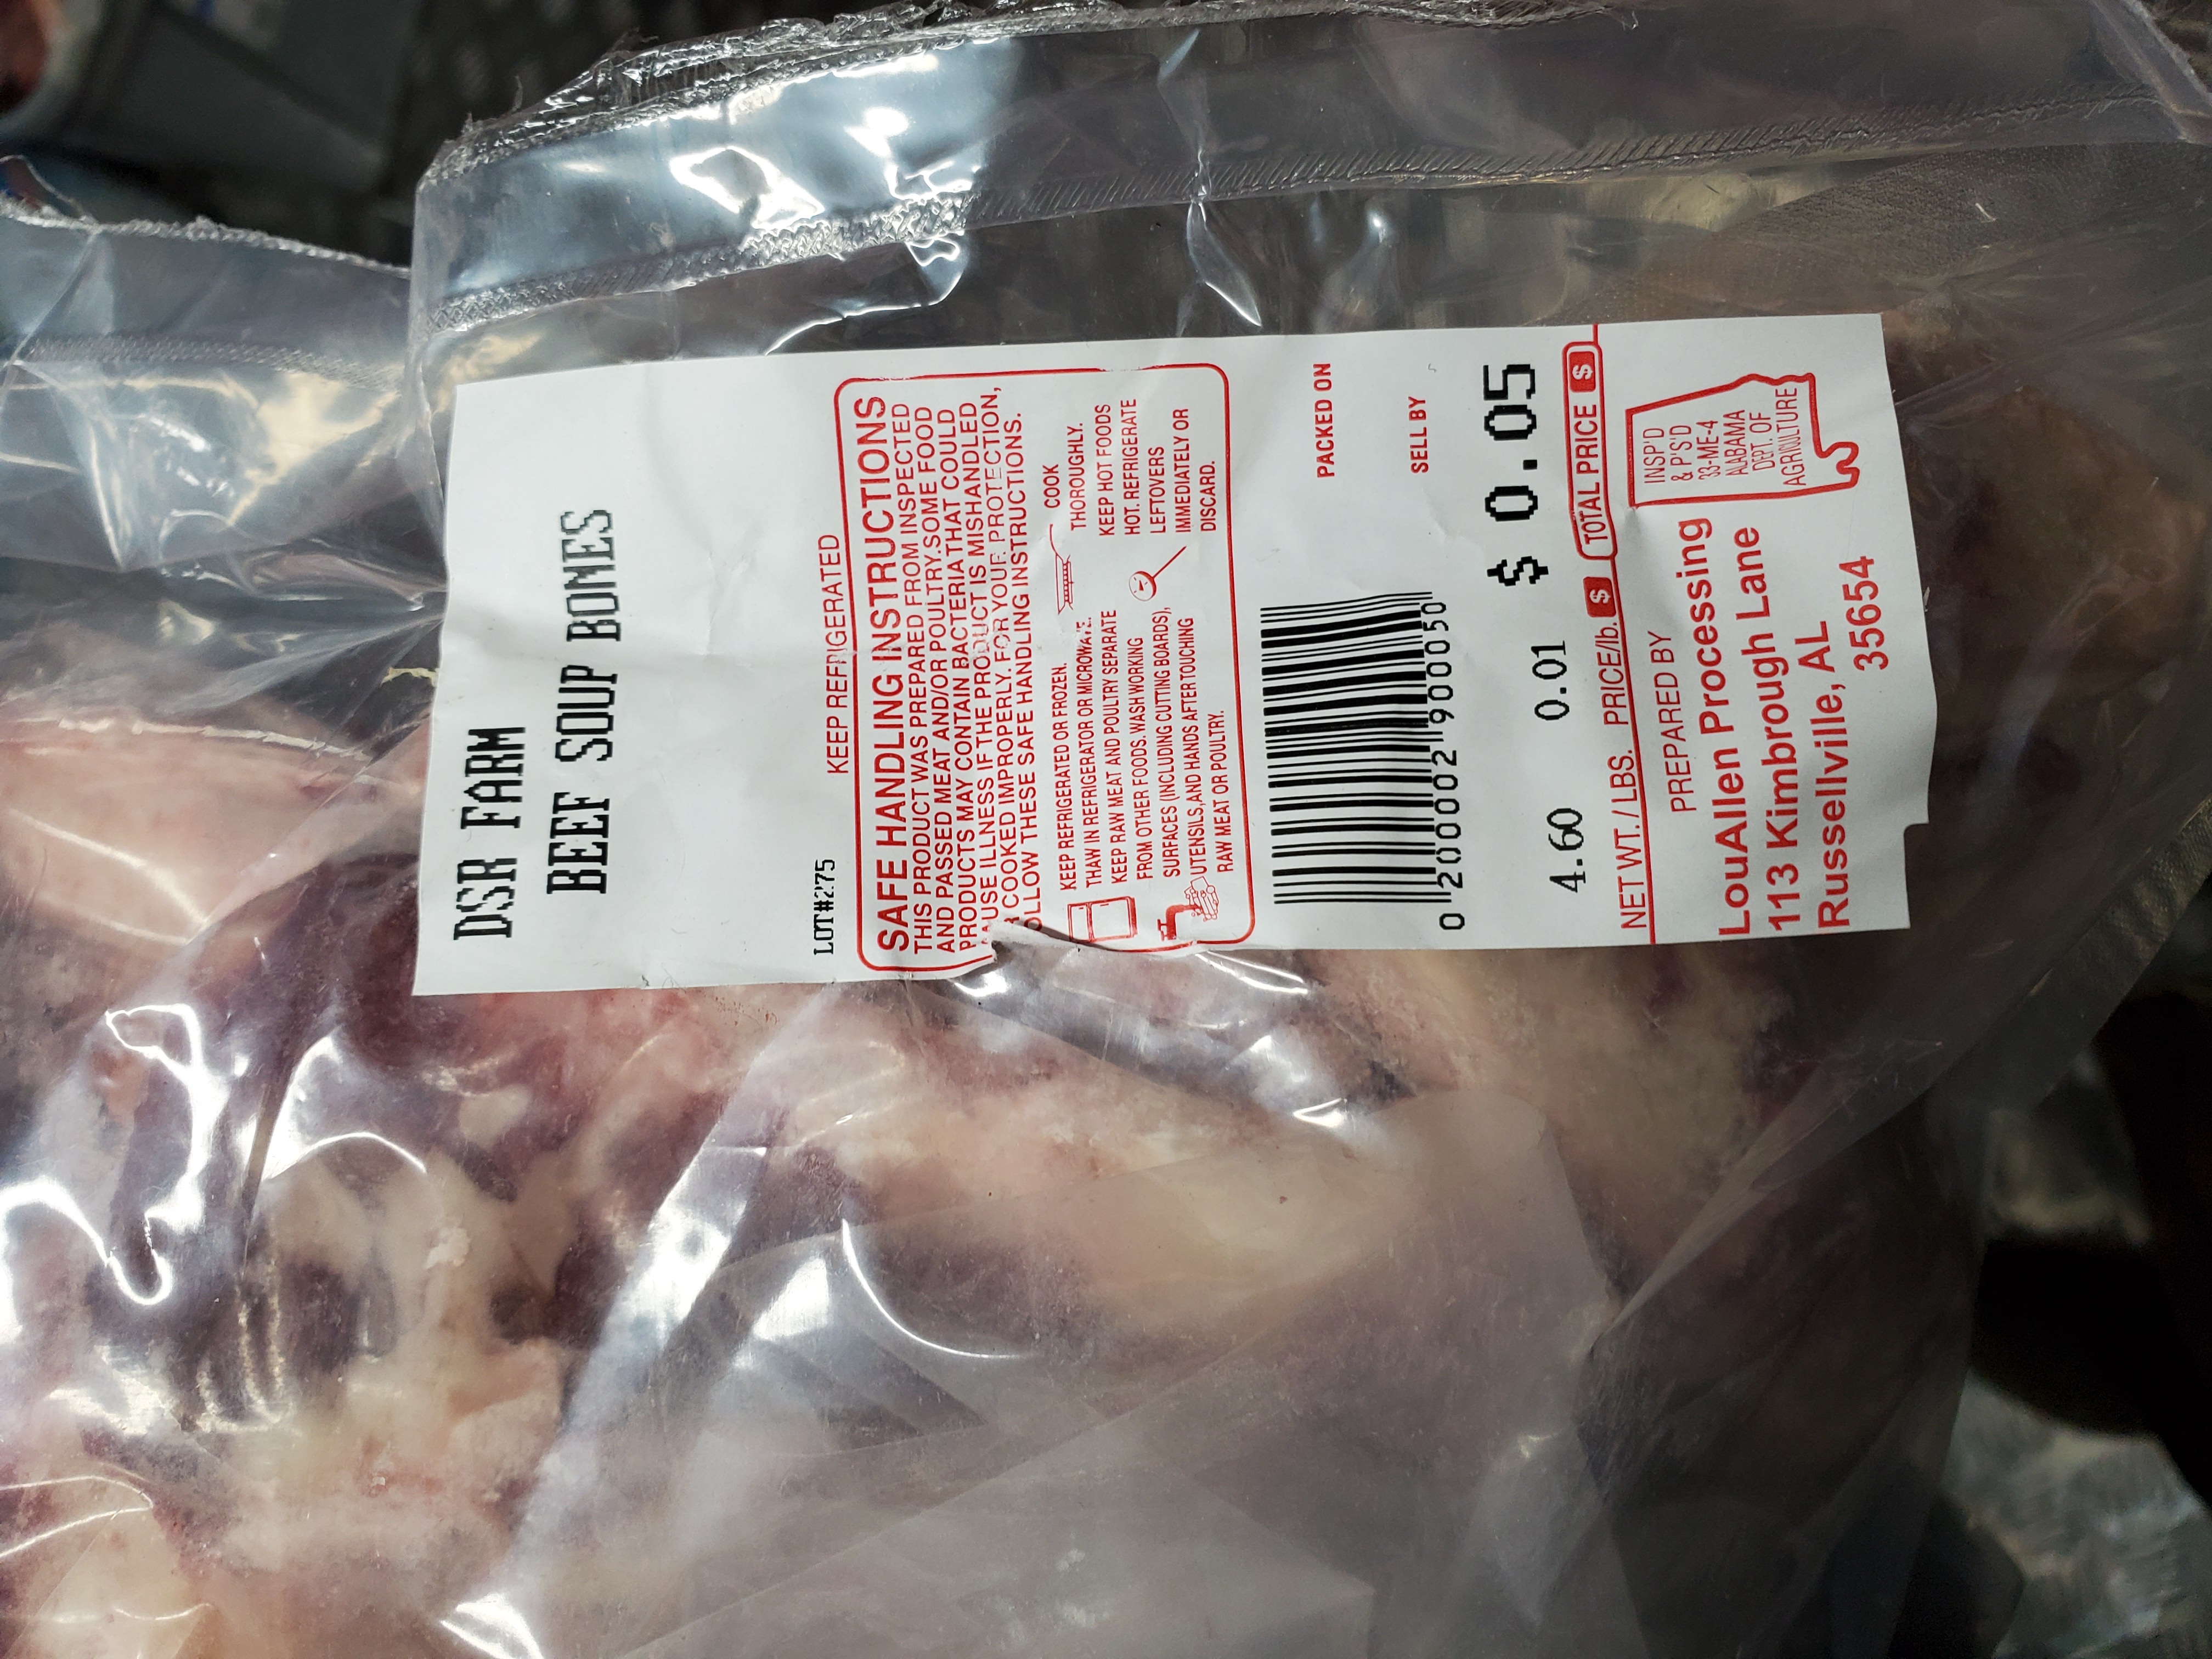 DSR FARM
BEEF SOUP BONES
LOT#275
KEEP REFRIGERATED
SAFE HANDLING INSTRUCTIONS
THIS PRODUCT WAS PREPARED FROM INSPECTED
AND PASSED MEAT AND/OR POULTRY.SOME FOOD
PRODUCTS MAY CONTAIN BACTERIA THAT COULD
AUSE ILLNESS IF THE PRODUCT IS MISHANDLED
COOKED IMPROPERLY. FOR YOUR PROTECTION,
OLLOW THESE SAFE HANDLING INSTRUCTIONS.
KEEP REFRIGERATED OR FROZEN.
THAW IN REFRIGERATOR OR MICROWAVE.
KEEP RAW MEAT AND POULTRY SEPARATE
FROM OTHER FOODS. WASH WORKING
SURFACES (INCLUDING CUTTING BOARDS),
UTENSILS, AND HANDS AFTER TOUCHING
RAW MEAT OR POULTRY.
COOK
THOROUGHLY.
KEEP HOT FOODS
HOT. REFRIGERATE
LEFTOVERS
IMMEDIATELY OR
DISCARD.
PACKED ON
SELL BY
0 200002 900050
$ 0.05
4.60 0.01
NET WT. / LBS. PRICE/lb. $ TOTAL PRICE $
PREPARED BY
LouAllen Processing
113 Kimbrough Lane
Russellville, AL
35654
INSP'D
& P'S'D
33-ME-4
ALABAMA
DEPT. OF
AGRICULTURE